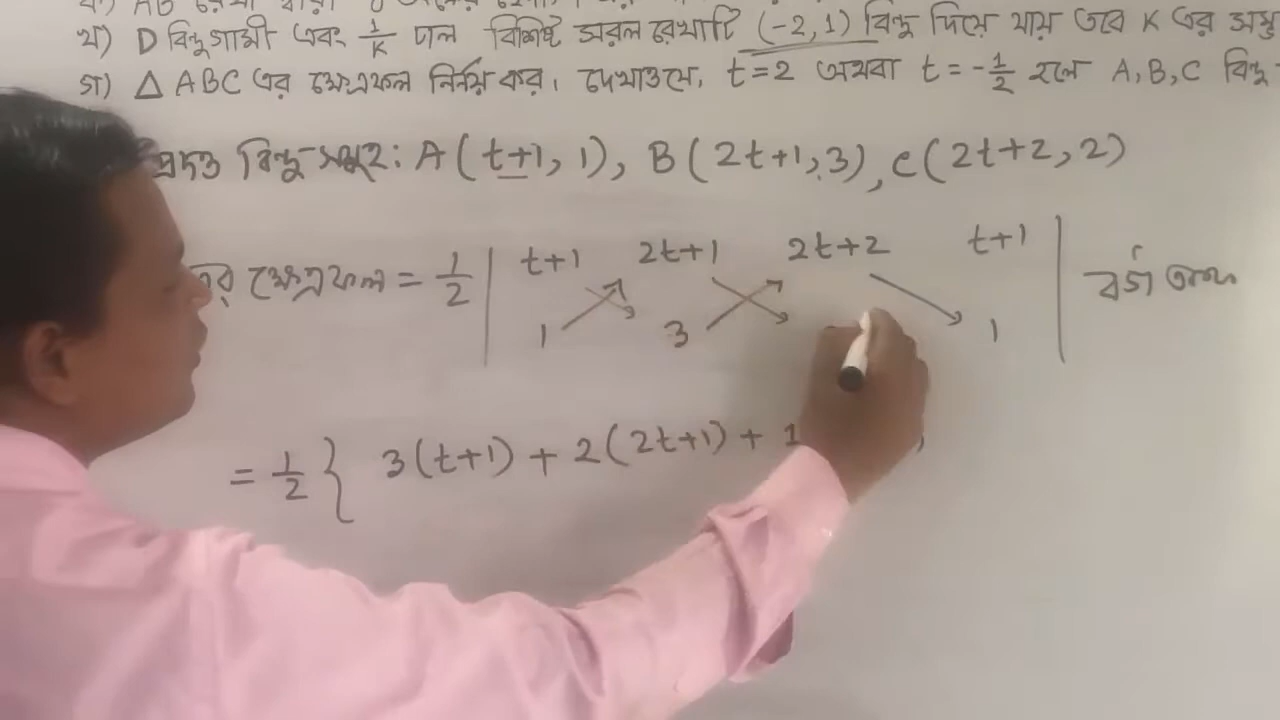 খ) D বিন্দুগামী এবং 1/K ঢাল বিশিষ্ট সরলরেখাটি (-2,1) বিন্দু দিয়ে যায় তবে K এর
গ) △ ABC এর ক্ষেত্রফল নির্ণয় কর। দেখাওযে, t=2 অথবা t=-1/2 হলে A,B,C বিন্দু
প্রদত্ত বিন্দু সমূহ: A(t+1, 1), B(2t+1, 3), C(2t+2, 2)
ক্ষেত্রফল = 1/2 | t+1 2t+1 2t+2 t+1 | বর্গ একক
1 3 1
= 1/2 { 3(t+1) + 2(2t+1) + 1